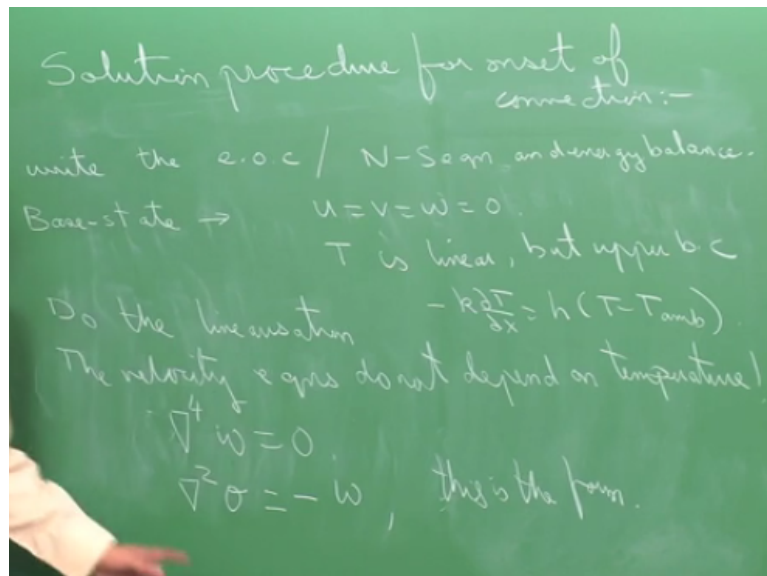 Solution procedure for onset of
convection:-
write the e.o.c / N-S eqn and energy balance.
Base-state → u=v=w=0.
T is linear, but upper b.c
Do the linearisation -k∂T/∂x = h(T-Tamb).
The velocity eqns do not depend on temperature!
∇⁴w=0.
∇²θ=-w, this is the form.